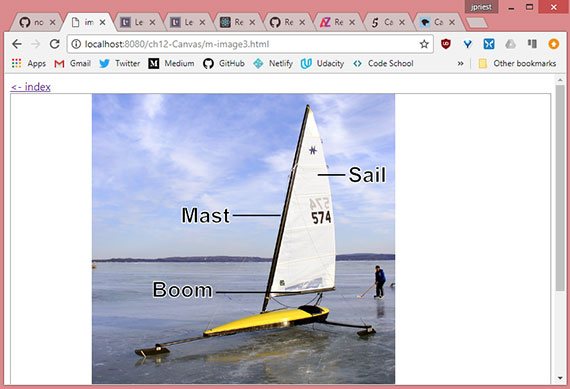 jpriest
no
im
Le
Le
Re
Re
Re
Ca
Ca
localhost:8080/ch12-Canvas/m-image3.html
Apps Gmail Twitter Medium GitHub Netlify Udacity Code School » Other bookmarks
<- index
Sail
574
574
Mast
Boom